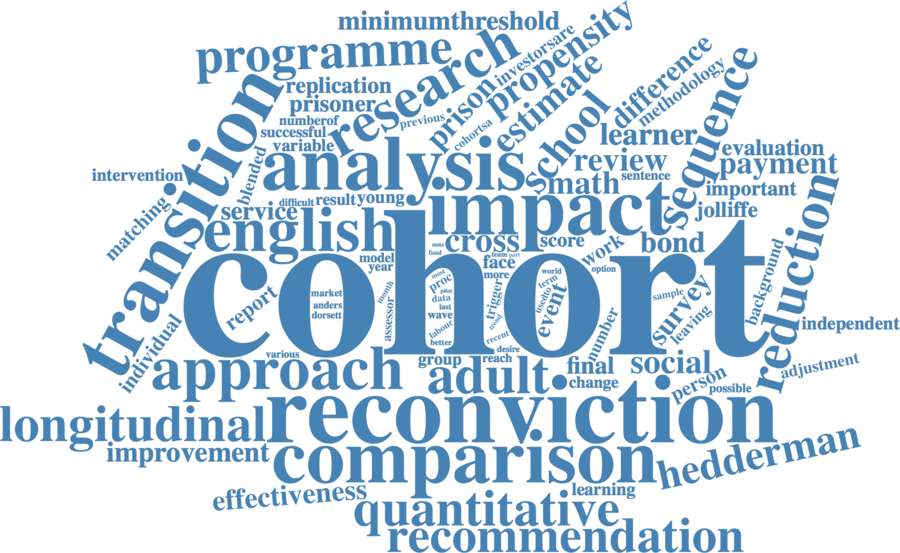 minimumthreshold
programme
research
investorsare
propensity
replication
prisoner
prison
estimate
difference
methodology
sequence
numberof
previous
successful
cohortsa
variable
transition
analysis
school
learner
review
sentence
math
evaluation
payment
important
jolliffe
intervention
blended
matching
difficult
result
young
service
english
impact
cross
score
work
bond
note
fund
team
part
face
more
model
year
cohort
report
market
anders
dorsett
month
assessor
most
proc
pilot
data
last
wave
labour
better
trigger
trend
recent
desire
reach
world
term
usedto
event
option
number
survey
sample
leaving
background
reduction
independent
individual
various
approach
group
adult
final
change
social
person
possible
adjustment
longitudinal
reconviction
improvement
comparison
hedderman
effectiveness
learning
quantitative
recommendation